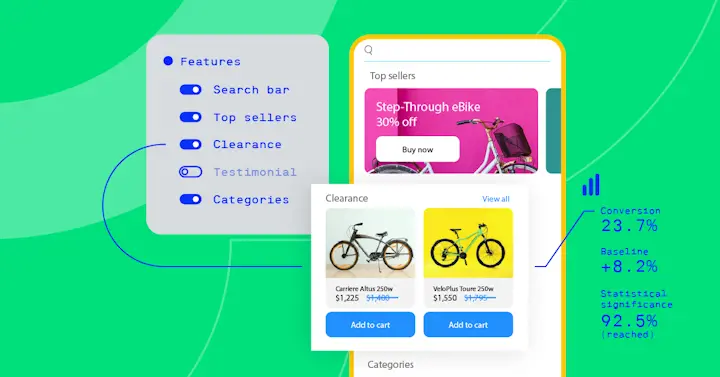 Features
Search bar
Top sellers
Clearance
Testimonial
Categories
Top sellers
Step-Through eBike
30% off
Buy now
Clearance
View all
Carriere Altus 250w
$1,225 $1,400
VeloPlus Toure 250w
$1,550 $1,795
Add to cart
Add to cart
Categories
Conversion
23.7%
Baseline
+8.2%
Statistical
significance
92.5%
(reached)